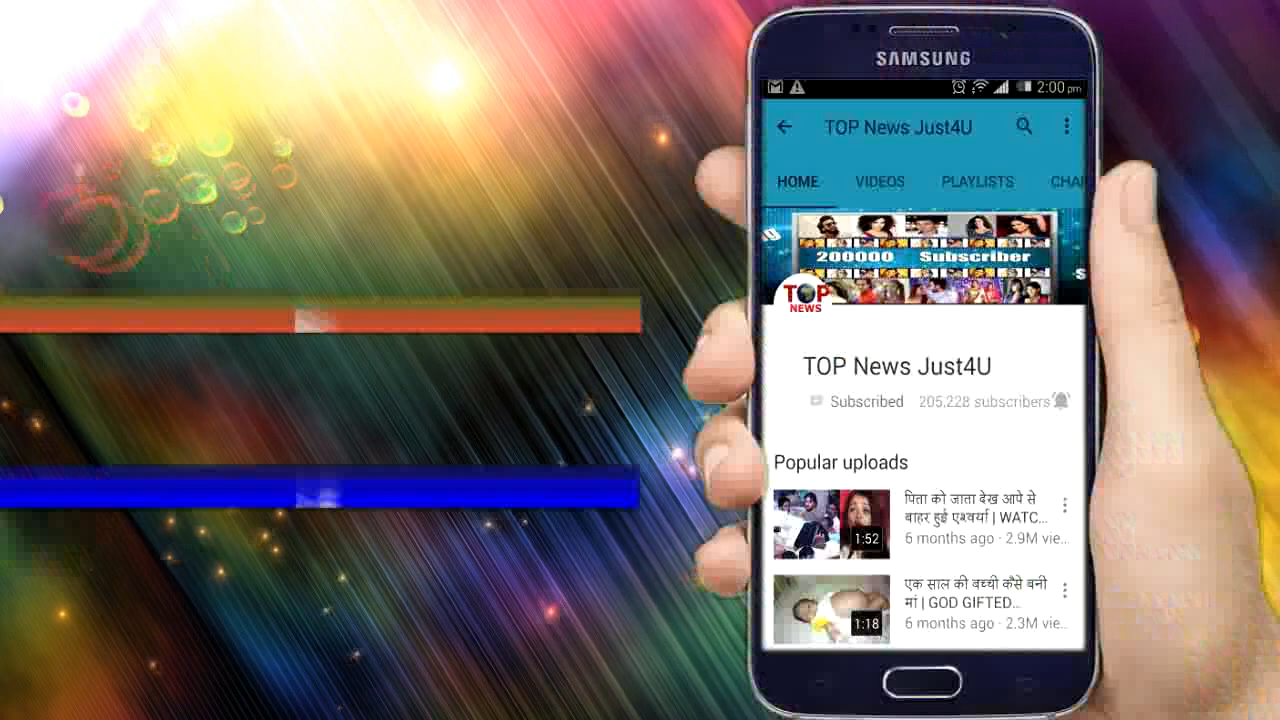 SAMSUNG
2:00 pm
TOP News Just4U
HOME VIDEOS PLAYLISTS CHA
200000 Subscriber
TOP
NEWS
TOP News Just4U
Subscribed 205,228 subscribers
Popular uploads
पिता को जाता देख आपे से
बाहर हुई एश्वर्या | WATC...
6 months ago · 2.9M vie...
1:52
एक साल की बच्ची कैसे बनी
मां | GOD GIFTED...
6 months ago · 2.3M vie...
1:18